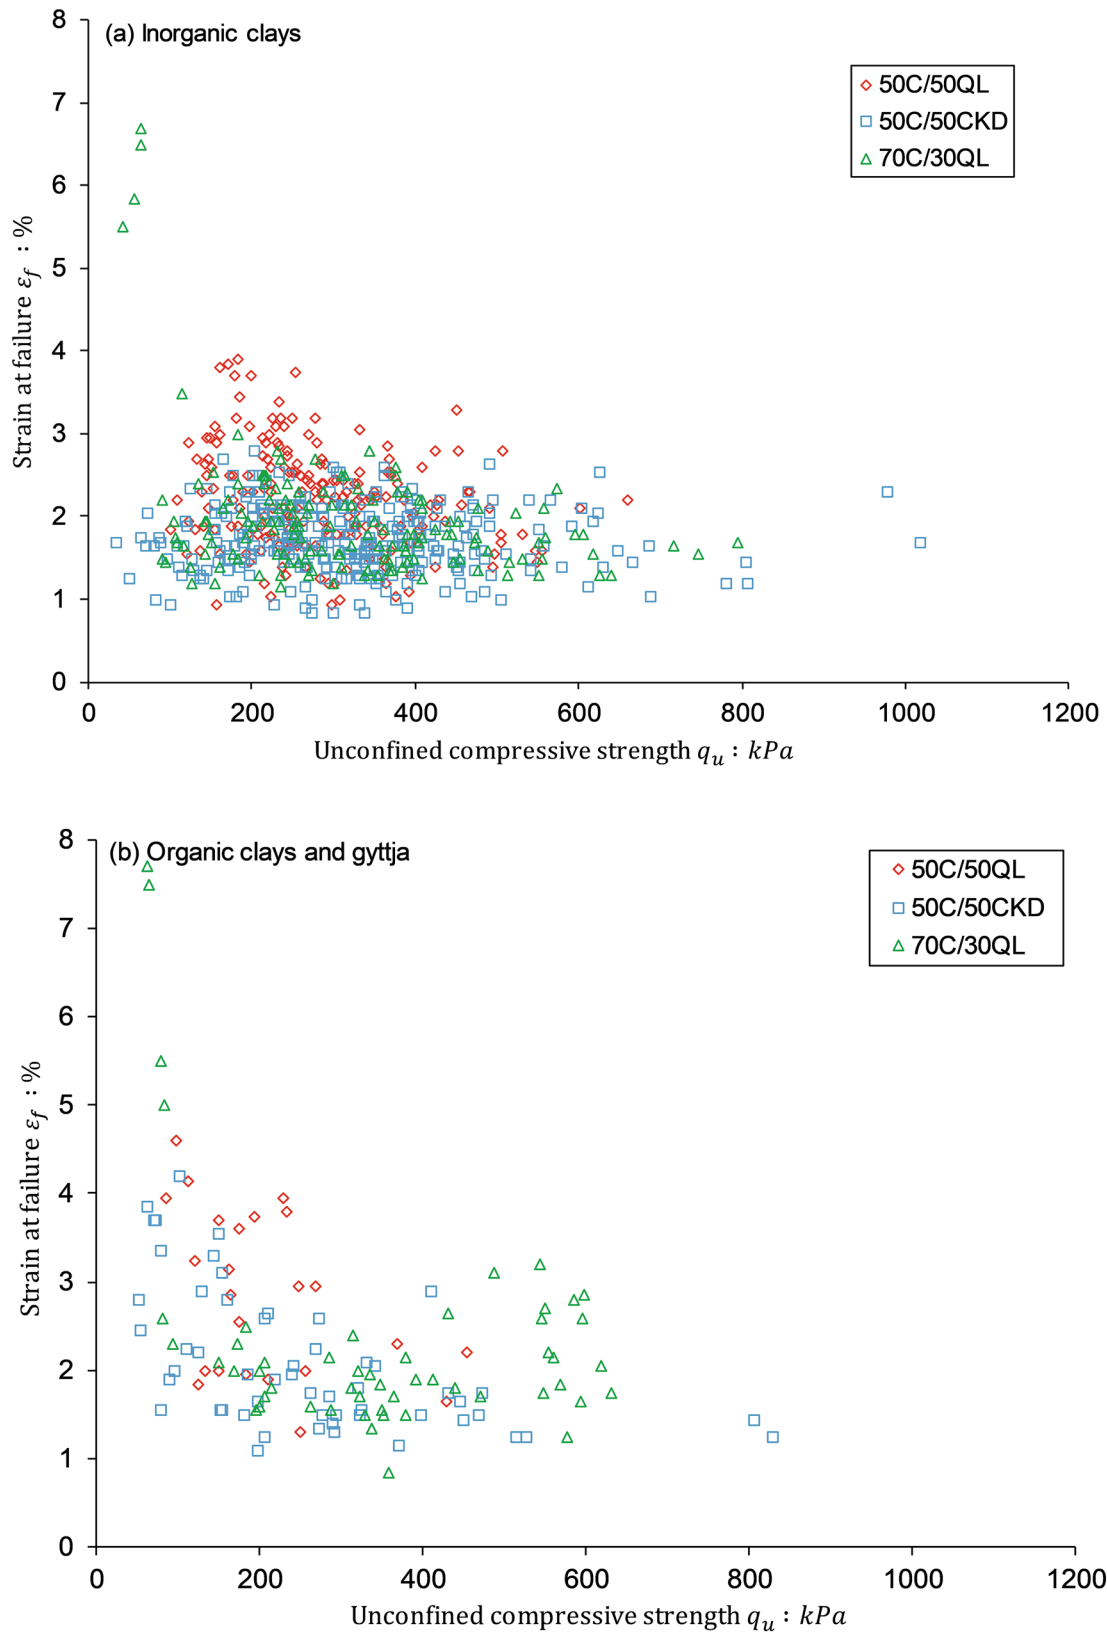 8
(a) Inorganic clays
50C/50QL
7
50C/50CKD
70C/30QL
6
5
4
3
2
1
0
Strain at failure εf : %
0 200 400 600 800 1000 1200
Unconfined compressive strength qu : kPa
8
(b) Organic clays and gyttja
50C/50QL
50C/50CKD
7
70C/30QL
6
5
4
3
2
1
0
Strain at failure εf : %
0 200 400 600 800 1000 1200
Unconfined compressive strength qu : kPa